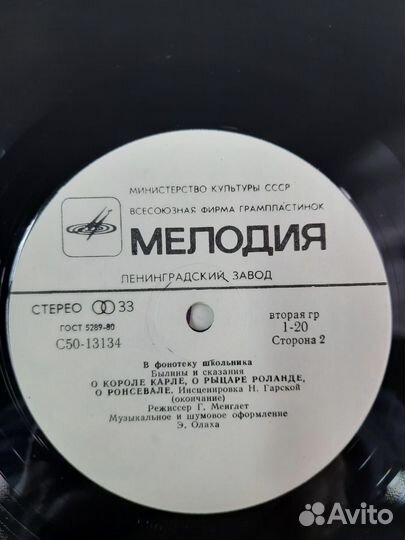 МИНИСТЕРСТВО КУЛЬТУРЫ СССР
ВСЕСОЮЗНАЯ ФИРМА ГРАМПЛАСТИНОК
МЕЛОДИЯ
ЛЕНИНГРАДСКИЙ ЗАВОД
СТЕРЕО 33
ГОСТ 5289-80
С50-13134
вторая гр
1-20
Сторона 2
В фонотеку школьника
Былины и сказания
О КОРОЛЕ КАРЛЕ, О РЫЦАРЕ РОЛАНДЕ,
О РОНСЕВАЛЕ. Инсценировка Н. Гарской
(окончание)
Режиссер Г. Меиглет
Музыкальное и шумовое оформление
Э. Олаха
Avito